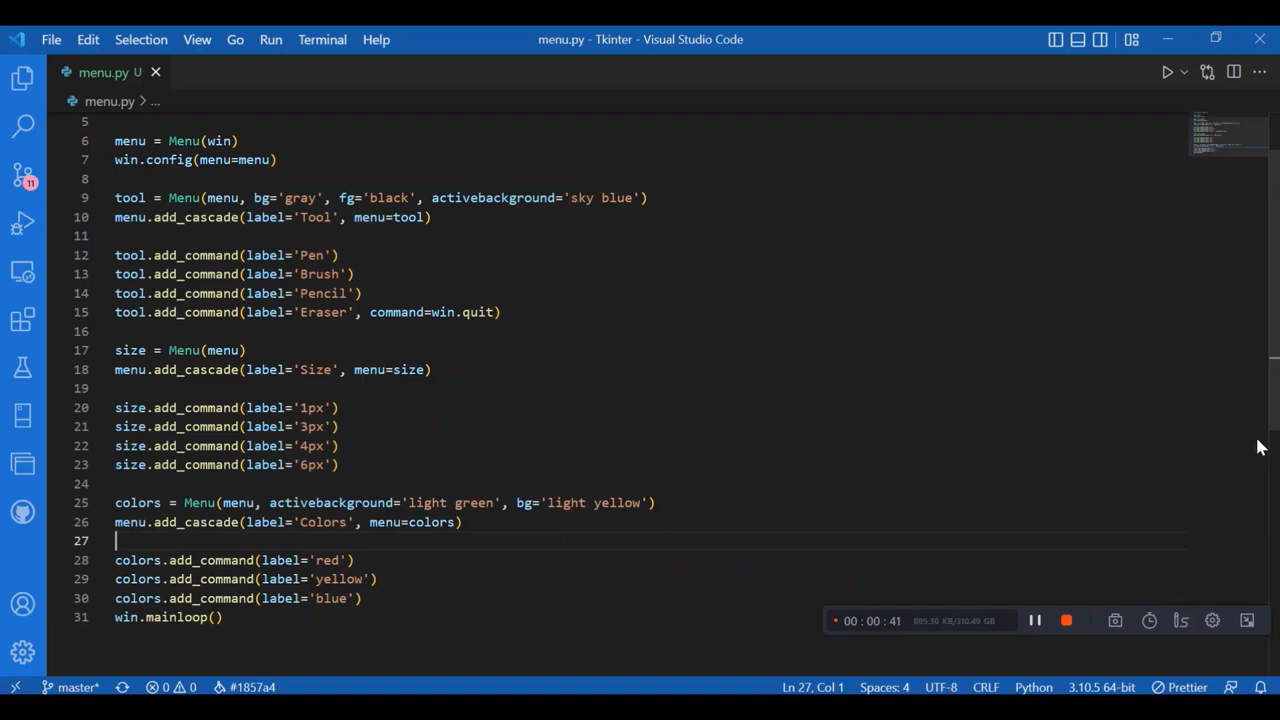 File Edit Selection View Go Run Terminal Help menu.py - Tkinter - Visual Studio Code
menu.py U
menu.py > ...
5
6 menu = Menu(win)
7 win.config(menu=menu)
8
9 tool = Menu(menu, bg='gray', fg='black', activebackground='sky blue')
10 menu.add_cascade(label='Tool', menu=tool)
11
12 tool.add_command(label='Pen')
13 tool.add_command(label='Brush')
14 tool.add_command(label='Pencil')
15 tool.add_command(label='Eraser', command=win.quit)
16
17 size = Menu(menu)
18 menu.add_cascade(label='Size', menu=size)
19
20 size.add_command(label='1px')
21 size.add_command(label='3px')
22 size.add_command(label='4px')
23 size.add_command(label='6px')
24
25 colors = Menu(menu, activebackground='light green', bg='light yellow')
26 menu.add_cascade(label='Colors', menu=colors)
27
28 colors.add_command(label='red')
29 colors.add_command(label='yellow')
30 colors.add_command(label='blue')
31 win.mainloop()
11
00:00:41 805.30 KB/310.49 GB
master* 0 0 #1857a4 Ln 27, Col 1 Spaces: 4 UTF-8 CRLF Python 3.10.5 64-bit Prettier